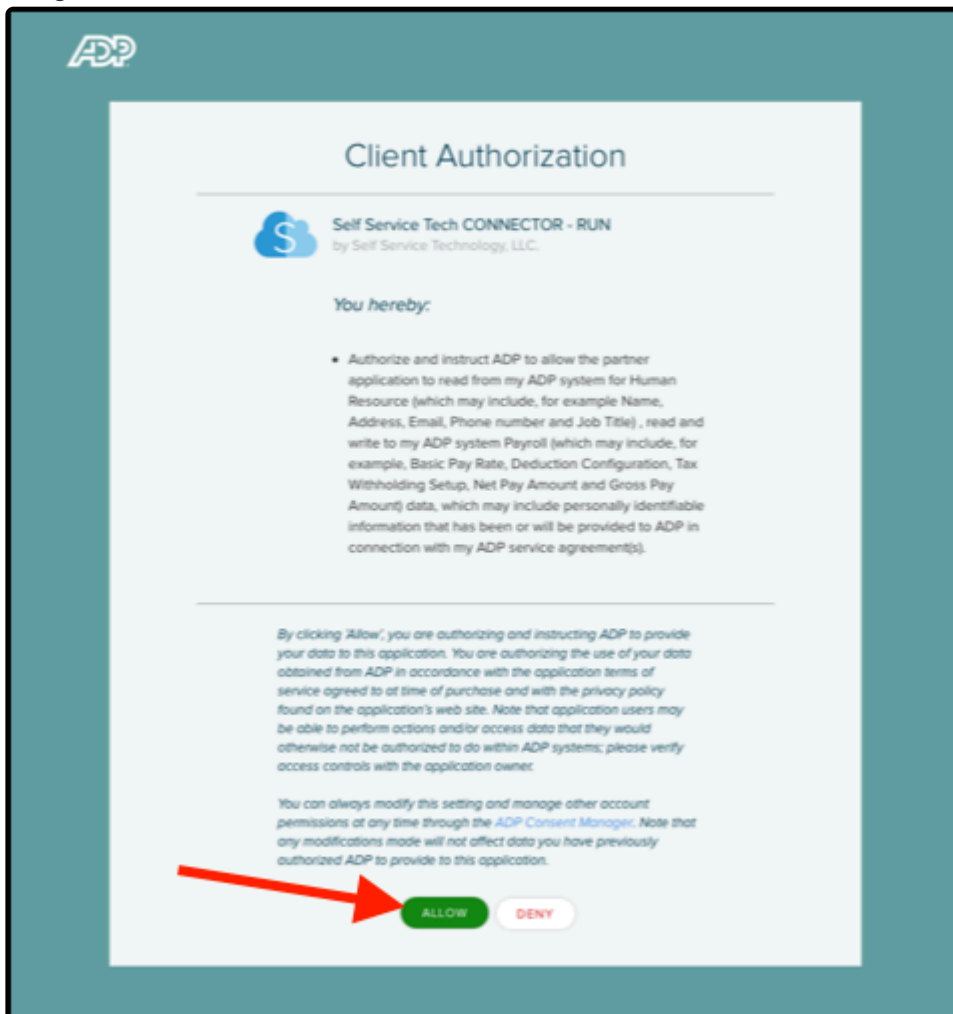 ADP
Client Authorization
S
Self Service Tech CONNECTOR - RUN
by Self Service Technology, LLC.
You hereby:
• Authorize and instruct ADP to allow the partner
application to read from my ADP system for Human
Resource (which may include, for example Name,
Address, Email, Phone number and Job Title) , read and
write to my ADP system Payroll (which may include, for
example, Basic Pay Rate, Deduction Configuration, Tax
Withholding Setup, Net Pay Amount and Gross Pay
Amount) data, which may include personally identifiable
information that has been or will be provided to ADP in
connection with my ADP service agreement(s).
By clicking 'Allow', you are authorizing and instructing ADP to provide
your data to this application. You are authorizing the use of your data
obtained from ADP in accordance with the application terms of
service agreed to at time of purchase and with the privacy policy
found on the application's web site. Note that application users may
be able to perform actions and/or access data that they would
otherwise not be authorized to do within ADP systems; please verify
access controls with the application owner.
You can always modify this setting and manage other account
permissions at any time through the ADP Consent Manager. Note that
any modifications made will not affect data you have previously
authorized ADP to provide to this application.
ALLOW DENY